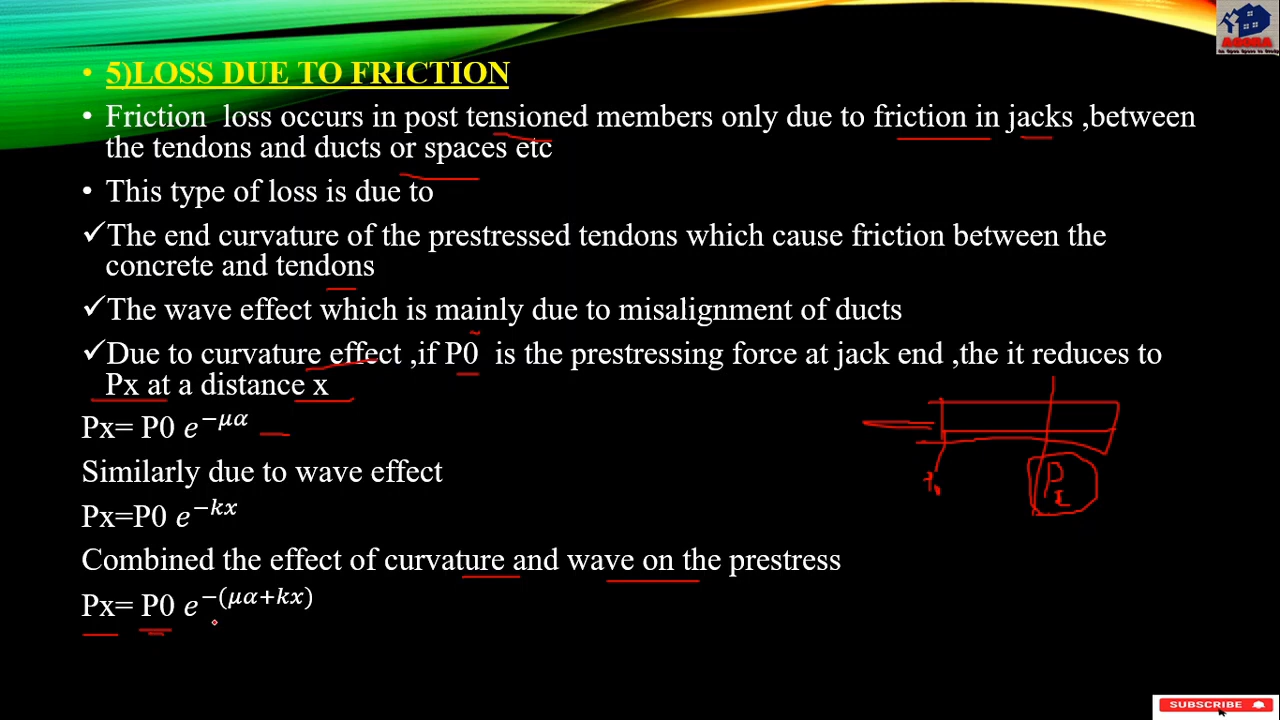 • 5)LOSS DUE TO FRICTION
• Friction loss occurs in post tensioned members only due to friction in jacks ,between
the tendons and ducts or spaces etc
• This type of loss is due to
✓The end curvature of the prestressed tendons which cause friction between the
concrete and tendons
✓The wave effect which is mainly due to misalignment of ducts
✓Due to curvature effect ,if P0 is the prestressing force at jack end ,the it reduces to
Px at a distance x
Px= P0 𝑒^{−𝜇𝛼}
Similarly due to wave effect
Px=P0 𝑒^{−𝑘𝑥}
Combined the effect of curvature and wave on the prestress
Px= P0 𝑒^{−(𝜇𝛼+𝑘𝑥)}
AGORA
SUBSCRIBE